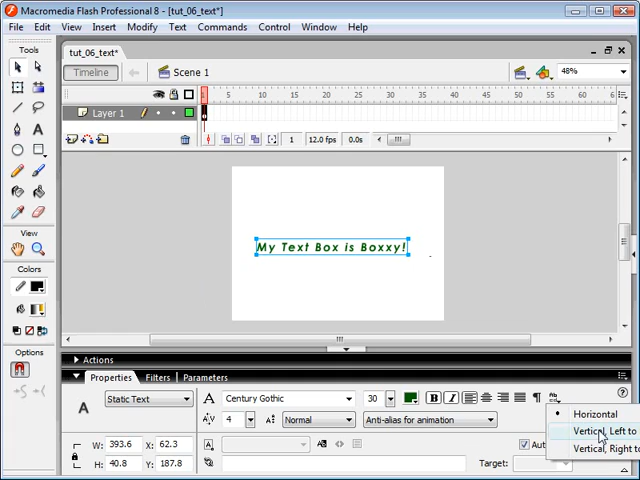 Macromedia Flash Professional 8 - [tut_06_text*]
File Edit View Insert Modify Text Commands Control Window Help
Tools
tut_06_text*
Timeline Scene 1 48%
1 5 10 15 20 25 30 35 40 45 50 55 60 65
Layer 1
1 12.0 fps 0.0s
View
Colors
Options
My Text Box is Boxxy!
Actions
Properties Filters Parameters
A Static Text A Century Gothic 30 B I
A/V 4 Normal Anti-alias for animation
W: 393.6 X: 62.3 Auto
H: 40.8 Y: 187.8 Target:
Horizontal
Vertical, Left to
Vertical, Right to